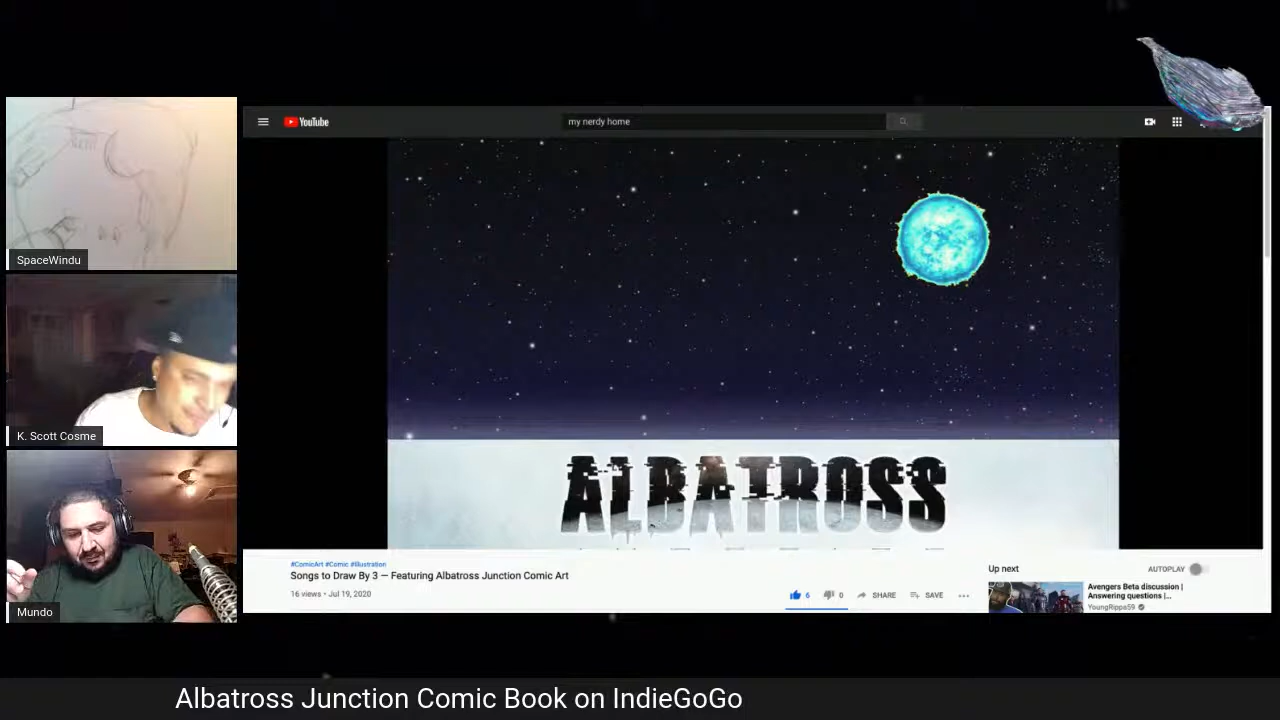 YouTube
my nerdy home
SpaceWindu
K. Scott Cosme
Mundo
ALBATROSS
#ComicArt #Comic #Illustration
Songs to Draw By 3 — Featuring Albatross Junction Comic Art
16 views • Jul 19, 2020
6
0
SHARE
SAVE
Up next
AUTOPLAY
Avengers Beta discussion |
Answering questions |...
YoungRippa59
Albatross Junction Comic Book on IndieGoGo